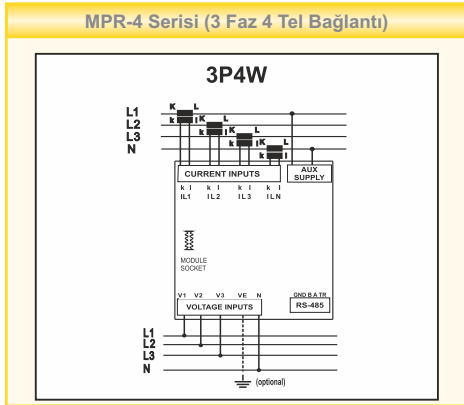 MPR-4 Serisi (3 Faz 4 Tel Bağlantı)
3P4W
K L
L1
K L
L2
k l
K L
L3
k l
K L
N
k l
k l
CURRENT INPUTS
AUX
SUPPLY
k l k l k l k l
IL1 IL2 IL3 ILN
MODULE
SOCKET
V1 V2 V3 VE N
GND B A TR
VOLTAGE INPUTS
RS-485
L1
L2
L3
N
(optional)